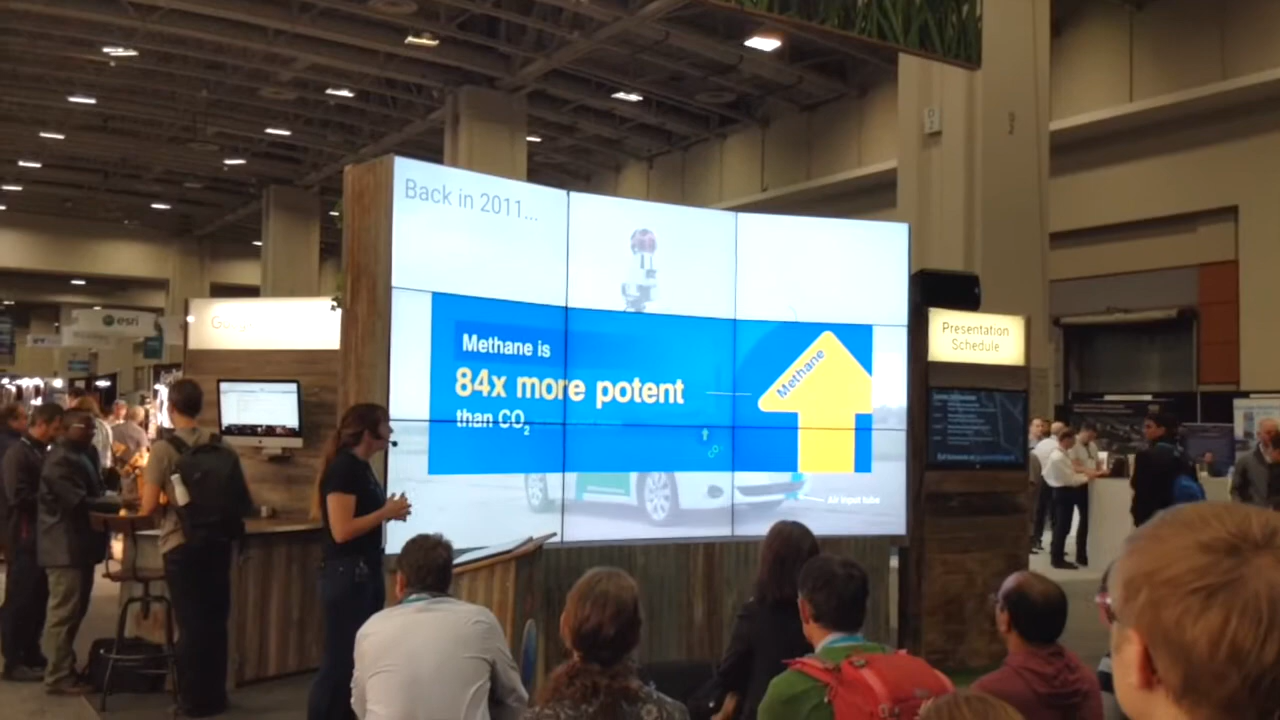 Back in 2011...
Methane is
84x more potent
than CO2
Methane
Air input tube
Presentation
Schedule
esri